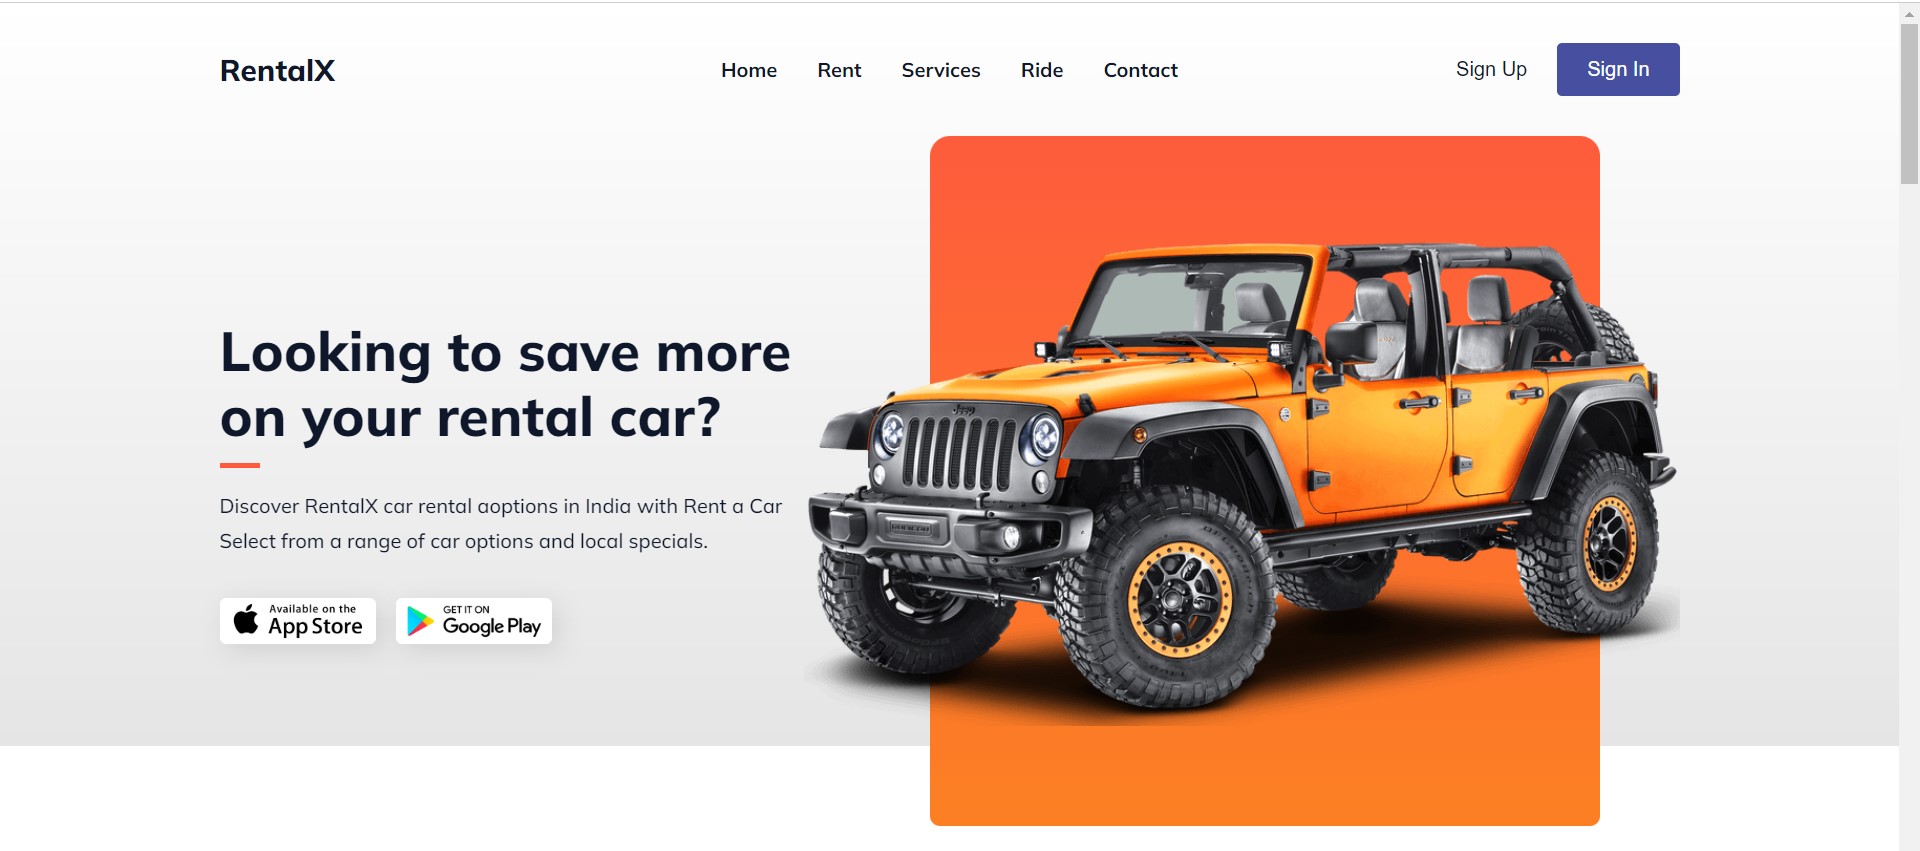 RentalX
Home Rent Services Ride Contact
Sign Up
Sign In
Looking to save more
on your rental car?
Discover RentalX car rental aoptions in India with Rent a Car
Select from a range of car options and local specials.
Available on the
App Store
GET IT ON
Google Play
Jeep